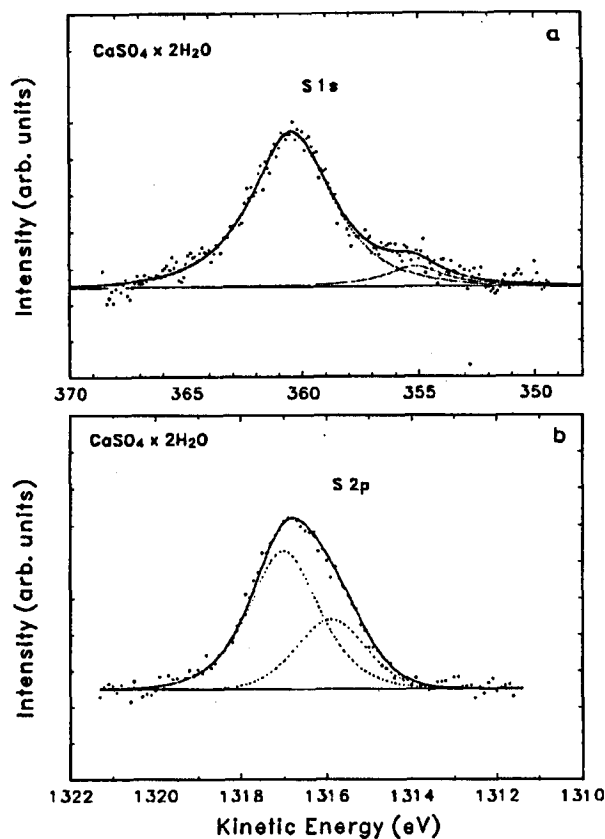 CaSO₄ x 2H₂O
a
S 1s
Intensity (arb. units)
370 365 360 355 350
CaSO₄ x 2H₂O
b
S 2p
Intensity (arb. units)
1322 1320 1318 1316 1314 1312 1310
Kinetic Energy (eV)